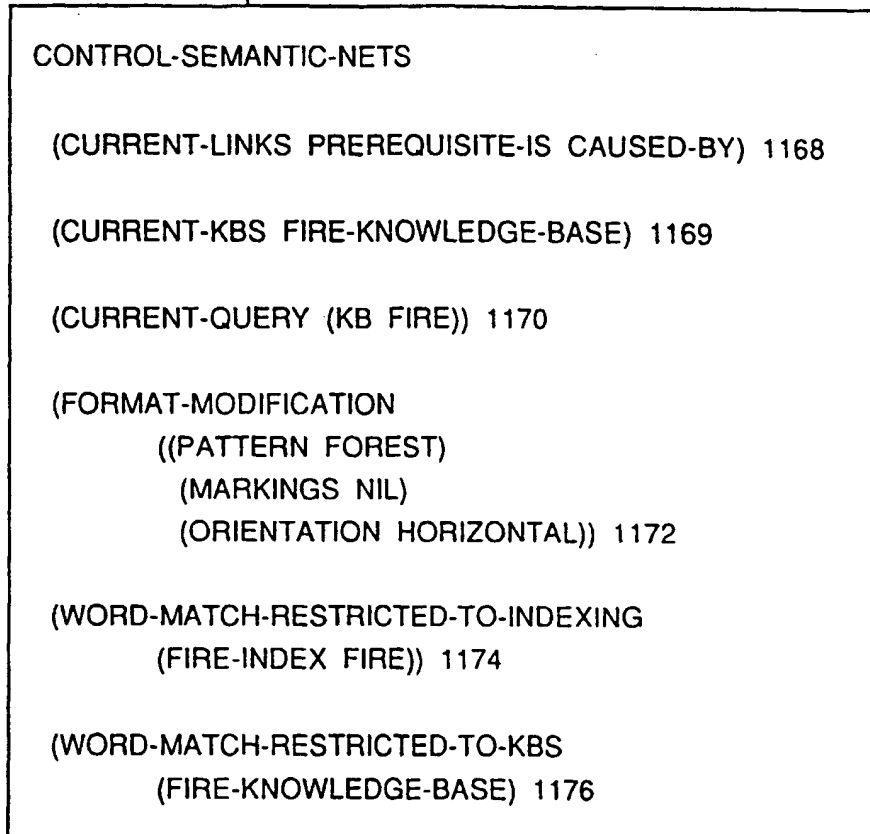 CONTROL-SEMANTIC-NETS
(CURRENT-LINKS PREREQUISITE-IS CAUSED-BY) 1168
(CURRENT-KBS FIRE-KNOWLEDGE-BASE) 1169
(CURRENT-QUERY (KB FIRE)) 1170
(FORMAT-MODIFICATION
((PATTERN FOREST)
(MARKINGS NIL)
(ORIENTATION HORIZONTAL)) 1172
(WORD-MATCH-RESTRICTED-TO-INDEXING
(FIRE-INDEX FIRE)) 1174
(WORD-MATCH-RESTRICTED-TO-KBS
(FIRE-KNOWLEDGE-BASE) 1176